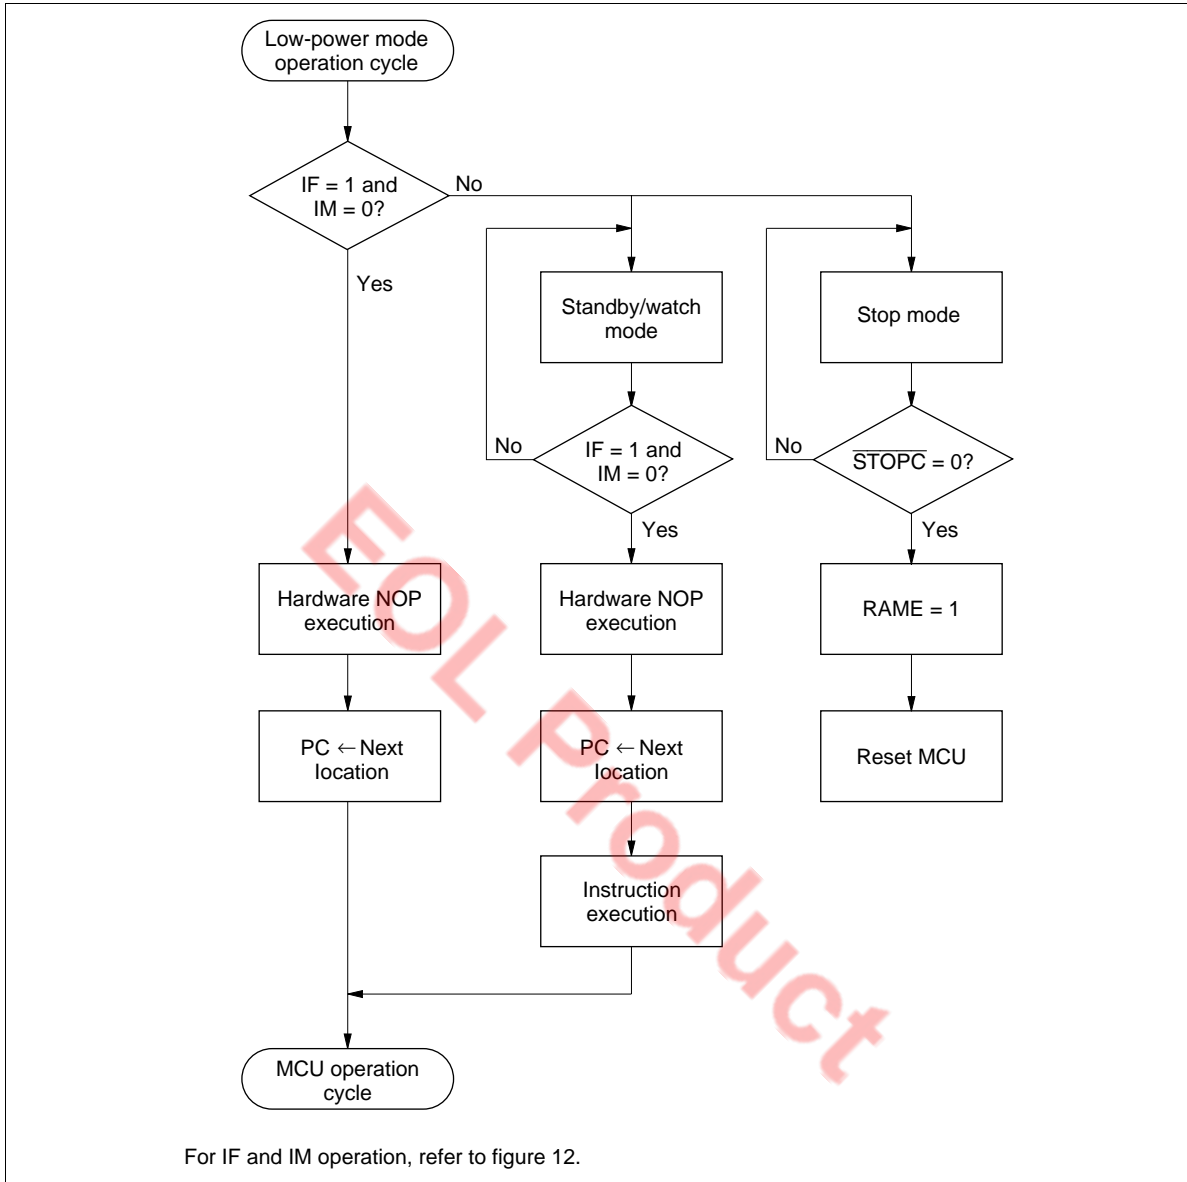 Low-power mode
operation cycle
IF = 1 and
IM = 0?
No
Yes
Standby/watch
mode
Stop mode
No
IF = 1 and
IM = 0?
No
STOPC = 0?
Yes
Yes
Hardware NOP
execution
Hardware NOP
execution
RAME = 1
PC ← Next
location
PC ← Next
location
Reset MCU
Instruction
execution
MCU operation
cycle
For IF and IM operation, refer to figure 12.
EOL Product